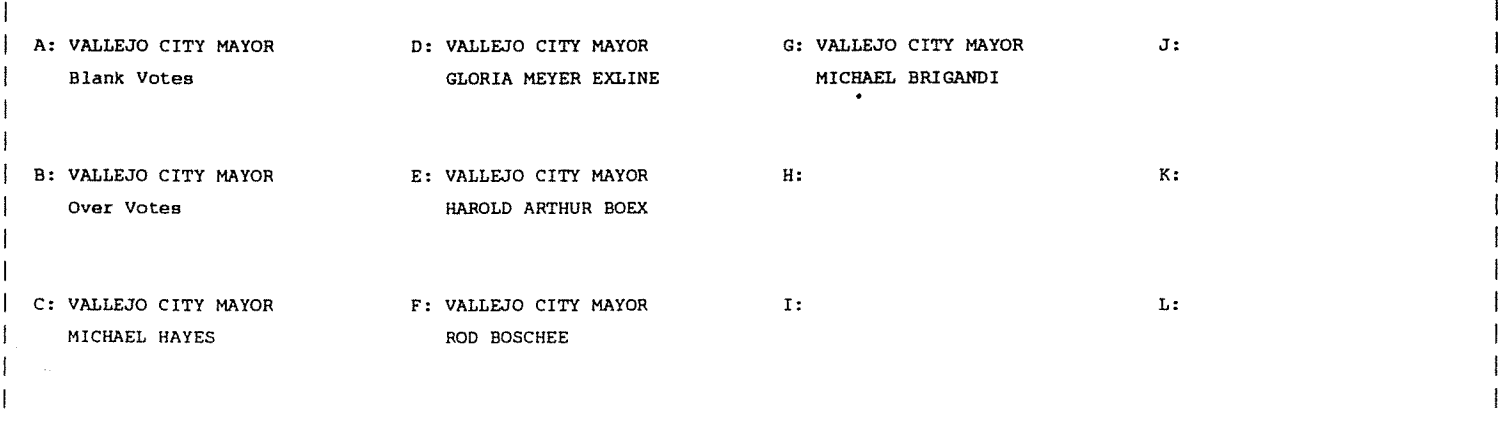 A: VALLEJO CITY MAYOR D: VALLEJO CITY MAYOR G: VALLEJO CITY MAYOR J:
Blank Votes GLORIA MEYER EXLINE MICHAEL BRIGANDI
B: VALLEJO CITY MAYOR E: VALLEJO CITY MAYOR H: K:
Over Votes HAROLD ARTHUR BOEX
C: VALLEJO CITY MAYOR F: VALLEJO CITY MAYOR I: L:
MICHAEL HAYES ROD BOSCHEE